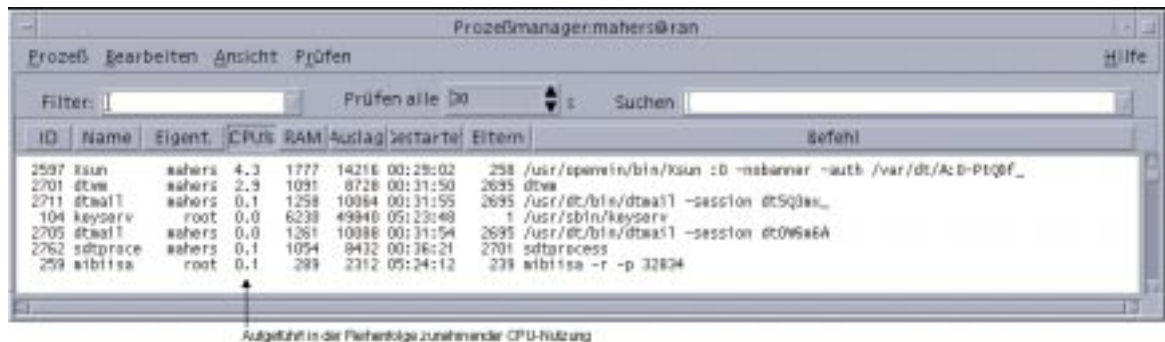 Prozeßmanager:mahers@ran
Prozeß Bearbeiten Ansicht Prüfen Hilfe
Filter: Prüfen alle 30 s Suchen
ID Name Eigent. CPU% RAM Auslag Gestartet Eltern Befehl
2597 Xsun mahers 4.3 1777 14216 00:29:02 258 /usr/openwin/bin/Xsun :0 -nobanner -auth
2701 dtwm mahers 2.9 1091 8728 00:31:50 2695 dtwm
2711 dtmail mahers 0.1 1258 10064 00:31:55 2695 /usr/dt/bin/dtmail -session
104 keyserv root 0.0 6230 49840 05:23:48 1 /usr/sbin/keyserv
2705 dtmail mahers 0.0 1261 10088 00:31:54 2695 /usr/dt/bin/dtmail -session
2762 sdtproce mahers 0.1 1054 8432 00:36:21 2701 sdtprocess
259 mibiisa root 0.1 289 2312 05:24:12 239 mibiisa -r -p 32834
Aufgeführt in der Reihenfolge zunehmender CPU-Nutzung